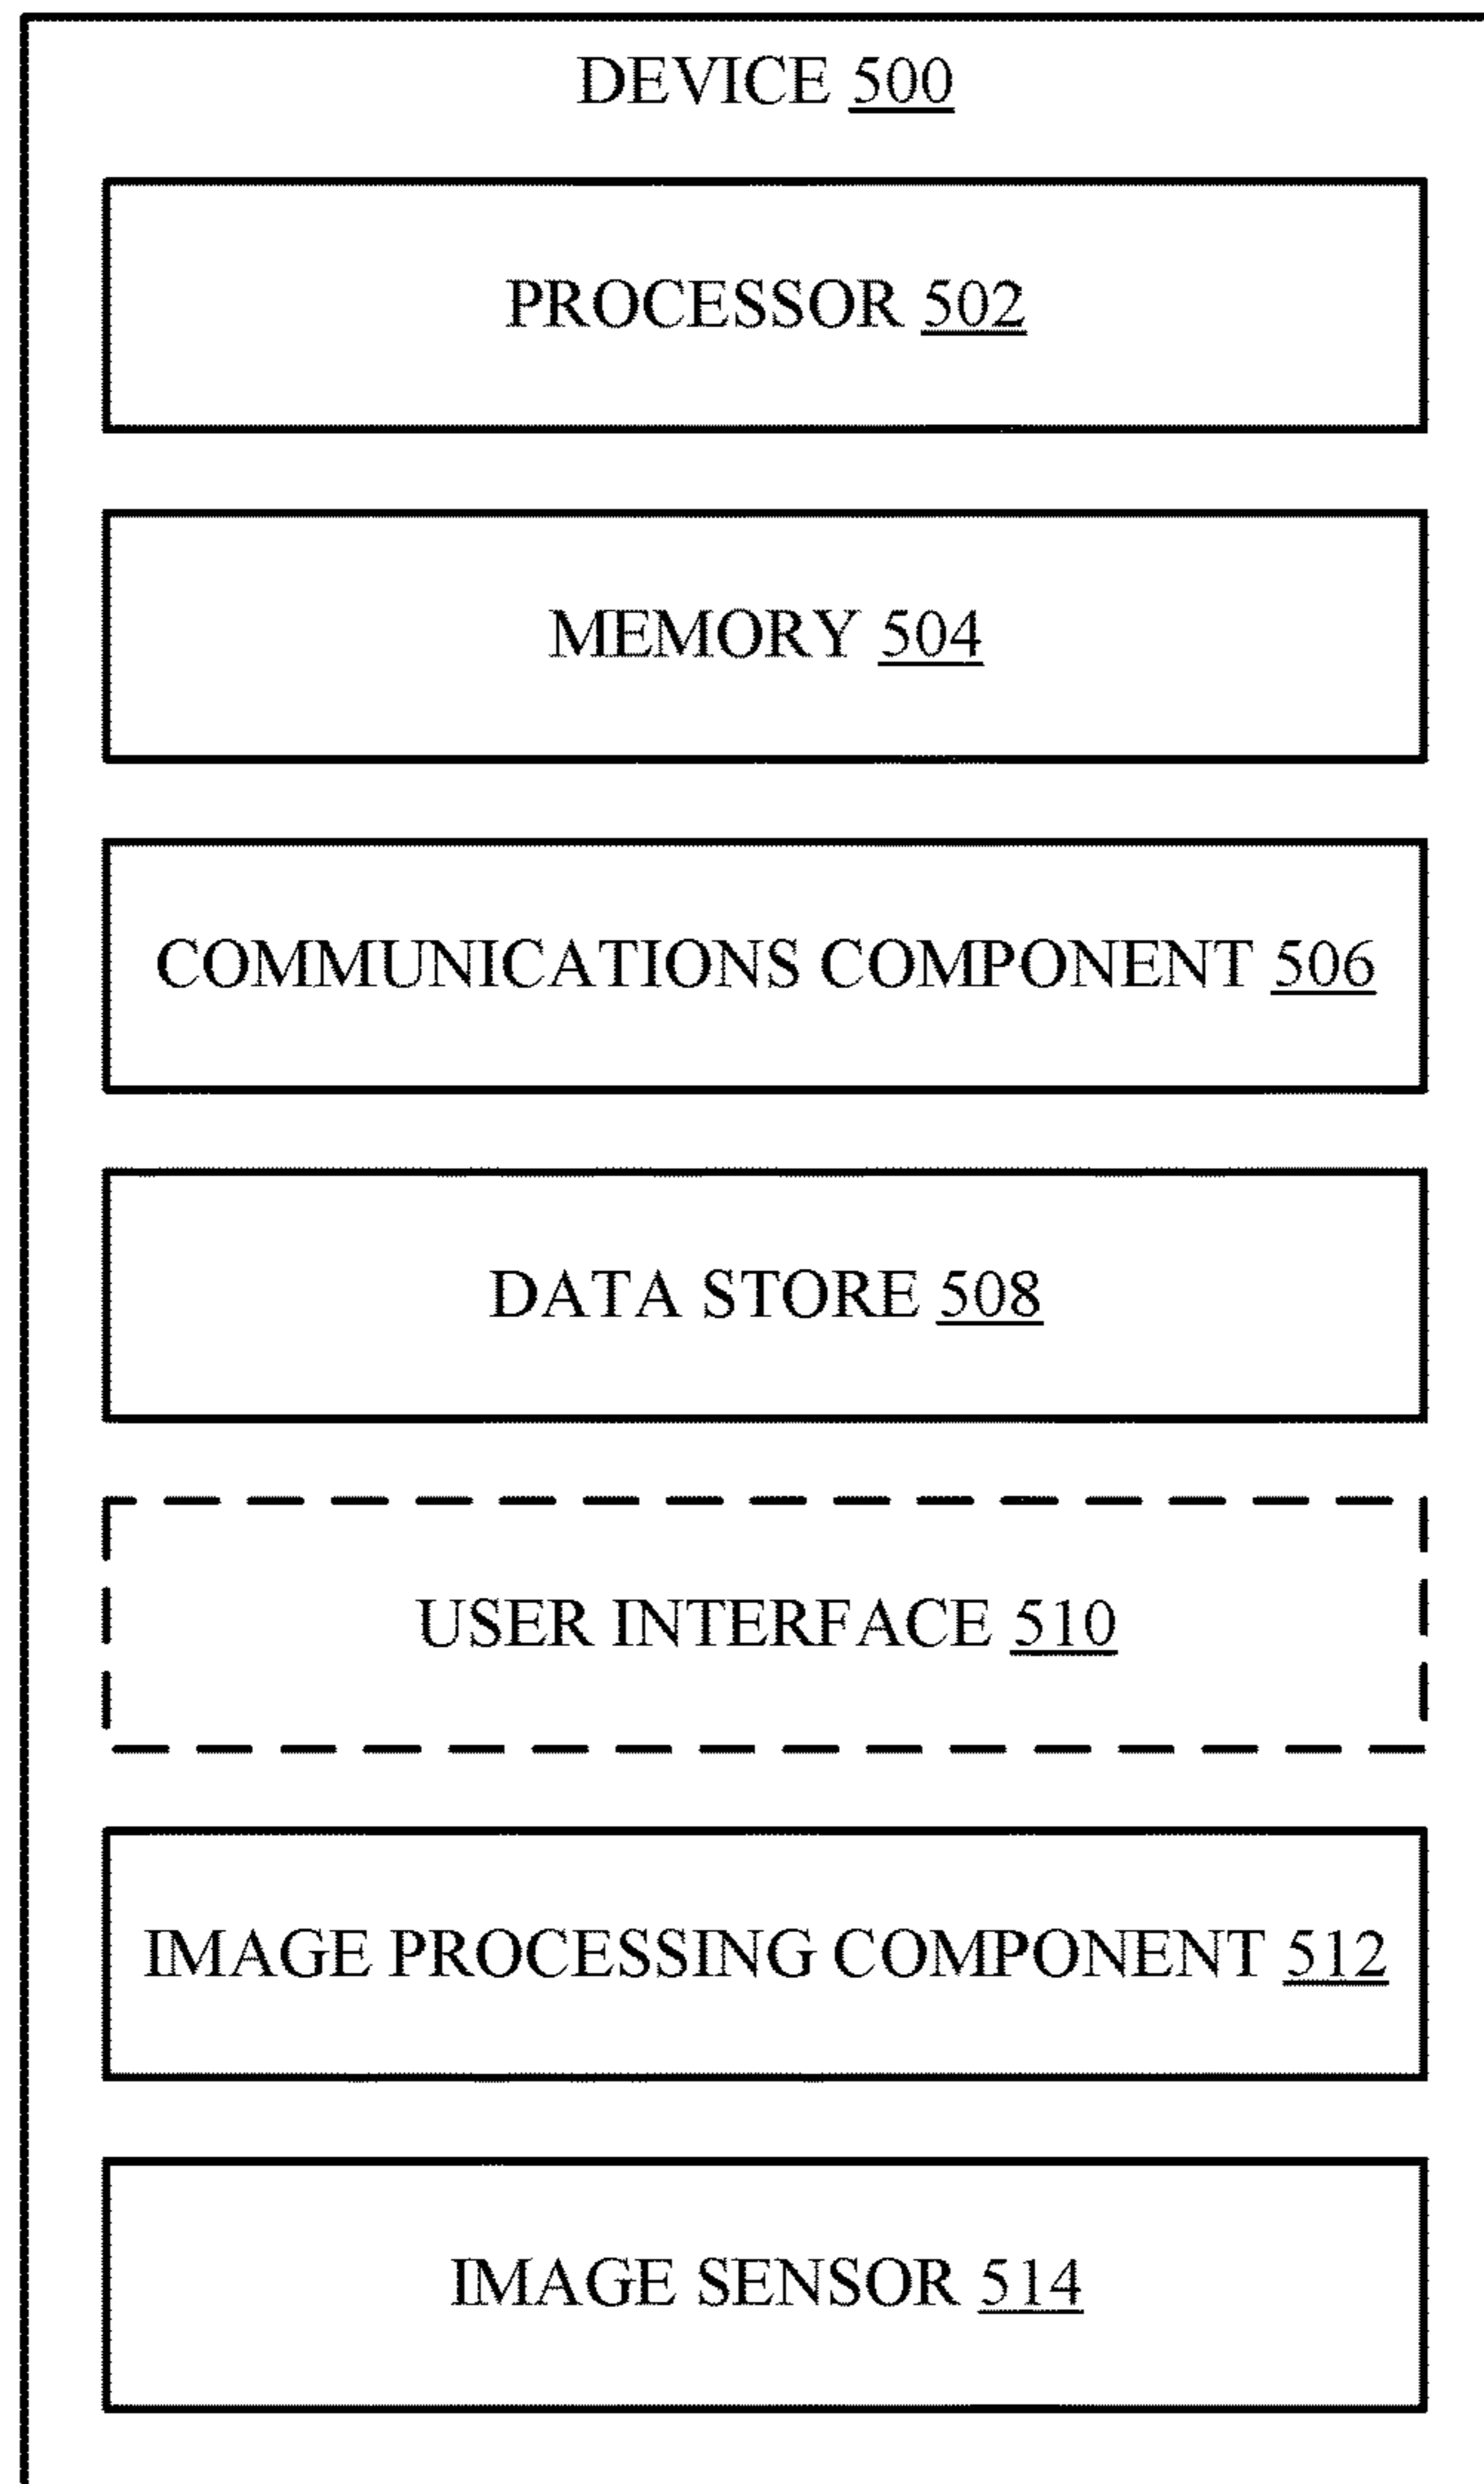 DEVICE 500
PROCESSOR 502
MEMORY 504
COMMUNICATIONS COMPONENT 506
DATA STORE 508
USER INTERFACE 510
IMAGE PROCESSING COMPONENT 512
IMAGE SENSOR 514